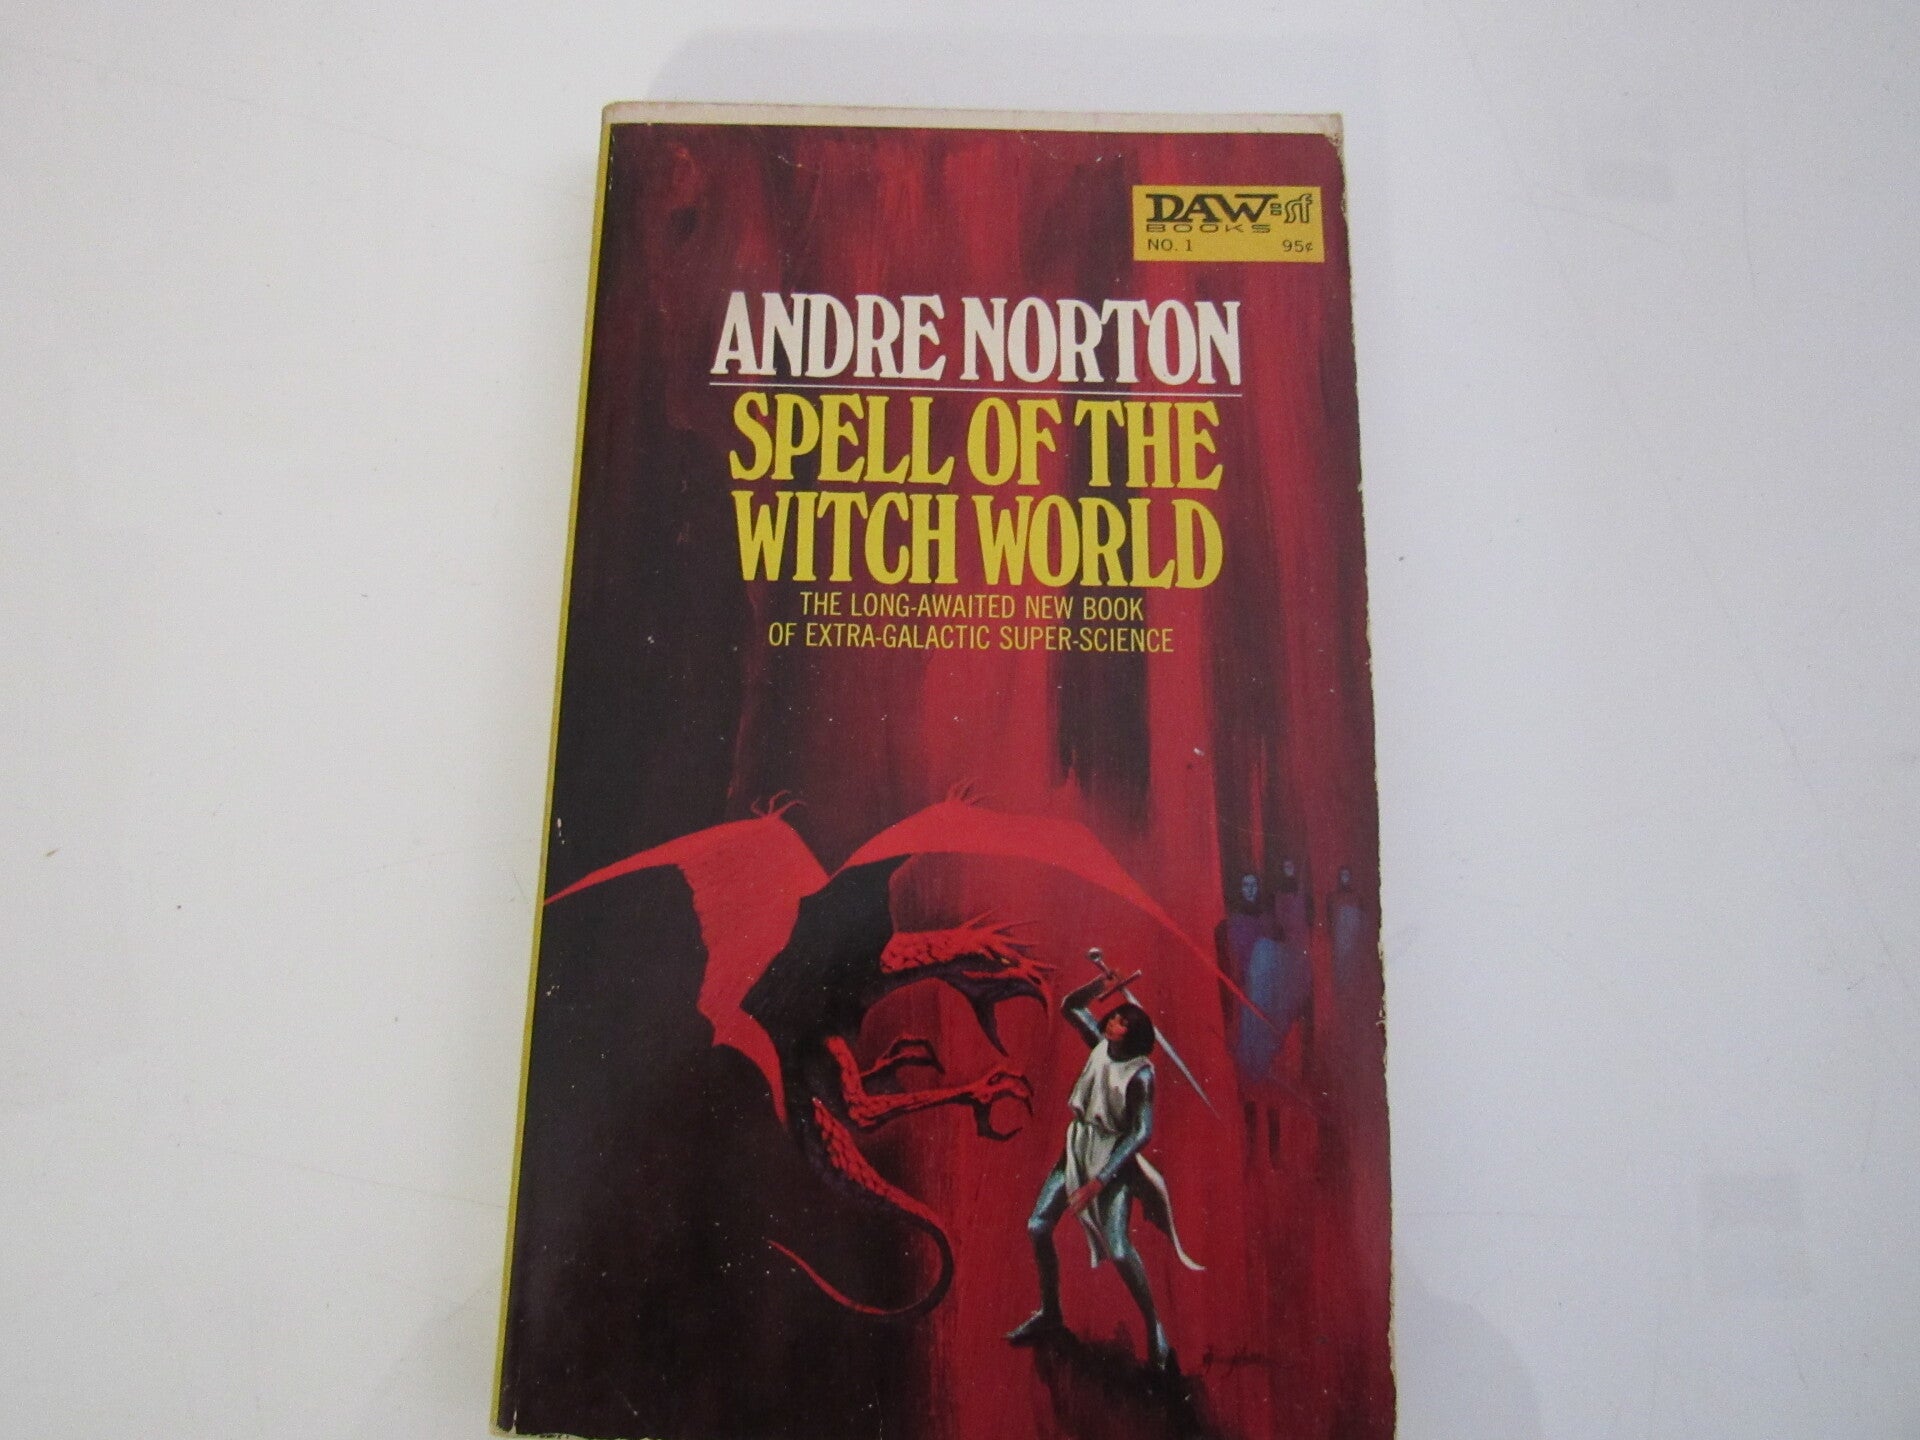 DAW=sf
BOOKS
NO. 1 95¢
ANDRE NORTON
SPELL OF THE
WITCH WORLD
THE LONG-AWAITED NEW BOOK
OF EXTRA-GALACTIC SUPER-SCIENCE